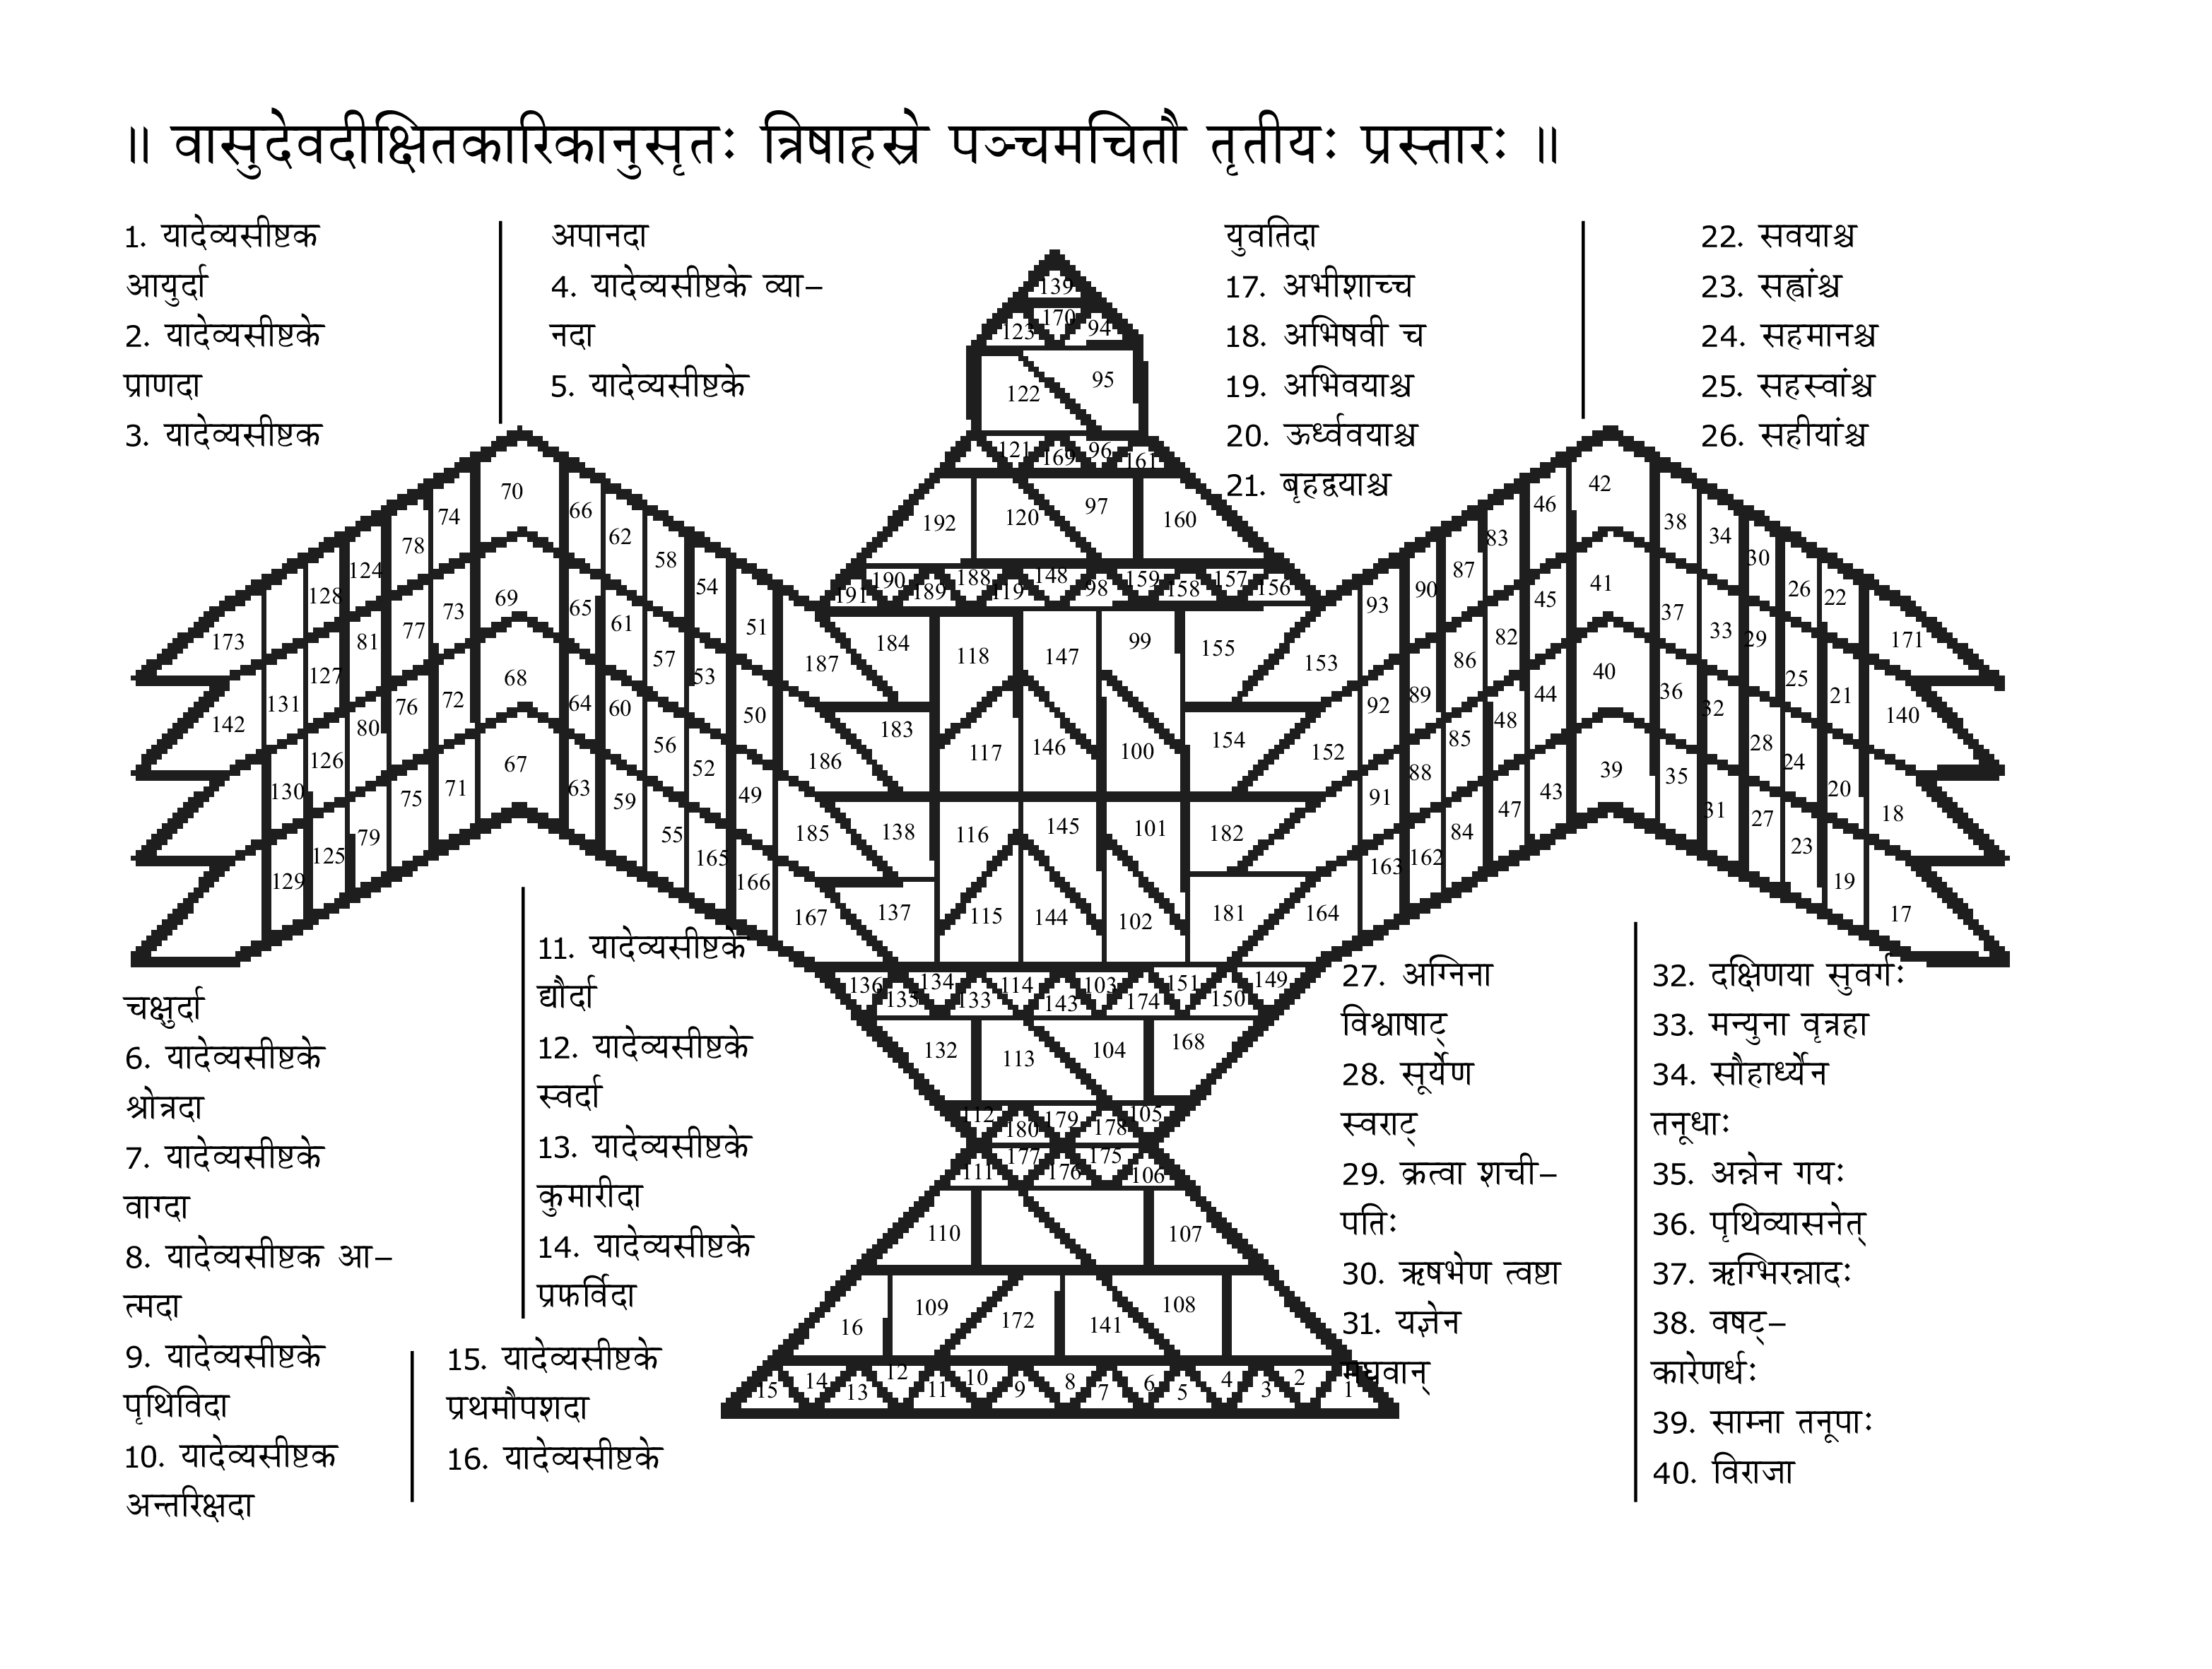 ॥ वासुदेवदीक्षितकारिकानुसृतः त्रिषाहस्रे पञ्चमचितौ तृतीयः प्रस्तारः ॥
1. यादेव्यसीष्टक
आयुर्दा
2. यादेव्यसीष्टके
प्राणदा
3. यादेव्यसीष्टक
अपानदा
4. यादेव्यसीष्टके व्या–
नदा
5. यादेव्यसीष्टके
चक्षुर्दा
6. यादेव्यसीष्टके
श्रोत्रदा
7. यादेव्यसीष्टके
वाग्दा
8. यादेव्यसीष्टक आ–
त्मदा
9. यादेव्यसीष्टके
पृथिविदा
10. यादेव्यसीष्टक
अन्तरिक्षदा
11. यादेव्यसीष्टके
द्यौर्दा
12. यादेव्यसीष्टके
स्वर्दा
13. यादेव्यसीष्टके
कुमारीदा
14. यादेव्यसीष्टके
प्रफर्विदा
15. यादेव्यसीष्टके
प्रथमौपशदा
16. यादेव्यसीष्टके
युवतिदा
17. अभीशाच्च
18. अभिषवी च
19. अभिवयाश्च
20. ऊर्ध्ववयाश्च
21. बृहद्वयाश्च
22. सवयाश्च
23. सह्वांश्च
24. सहमानश्च
25. सहस्वांश्च
26. सहीयांश्च
27. अग्निना
विश्वाषाट्
28. सूर्येण
स्वराट्
29. क्रत्वा शची–
पतिः
30. ऋषभेण त्वष्टा
31. यज्ञेन
मघवान्
32. दक्षिणया सुवर्गः
33. मन्युना वृत्रहा
34. सौहार्ध्येन
तनूधाः
35. अन्नेन गयः
36. पृथिव्यासनेत्
37. ऋग्भिरन्नादः
38. वषट्–
कारेणर्धः
39. साम्ना तनूपाः
40. विराजा
139
123 170 94
122 95
121 169 96 161
192 120 97 160
191 190 189 188 119 148 98 159 158 157 156
187 184 118 147 99 155 153
186 183 117 146 100 154 152
185 138 116 145 101 182
167 137 115 144 102 181 164
136 135 134 133 114 143 103 174 151 150 149
132 113 104 168
112 180 179 178 105
111 177 176 175 106
110 107
16 109 172 141 108
15 14 13 12 11 10 9 8 7 6 5 4 3 2 1
173 128 124 78 74 70 66 62 58 54 51
142 131 127 81 77 73 69 65 61 57 53 50
130 126 80 76 72 68 64 60 56 52 49
129 125 79 75 71 67 63 59 55 165 166
93 90 87 83 46 42 38 34 30 26 22 171
92 89 86 82 45 41 37 33 29 25 21 140
91 88 85 48 44 40 36 32 28 24 20 18
163 162 84 47 43 39 35 31 27 23 19 17